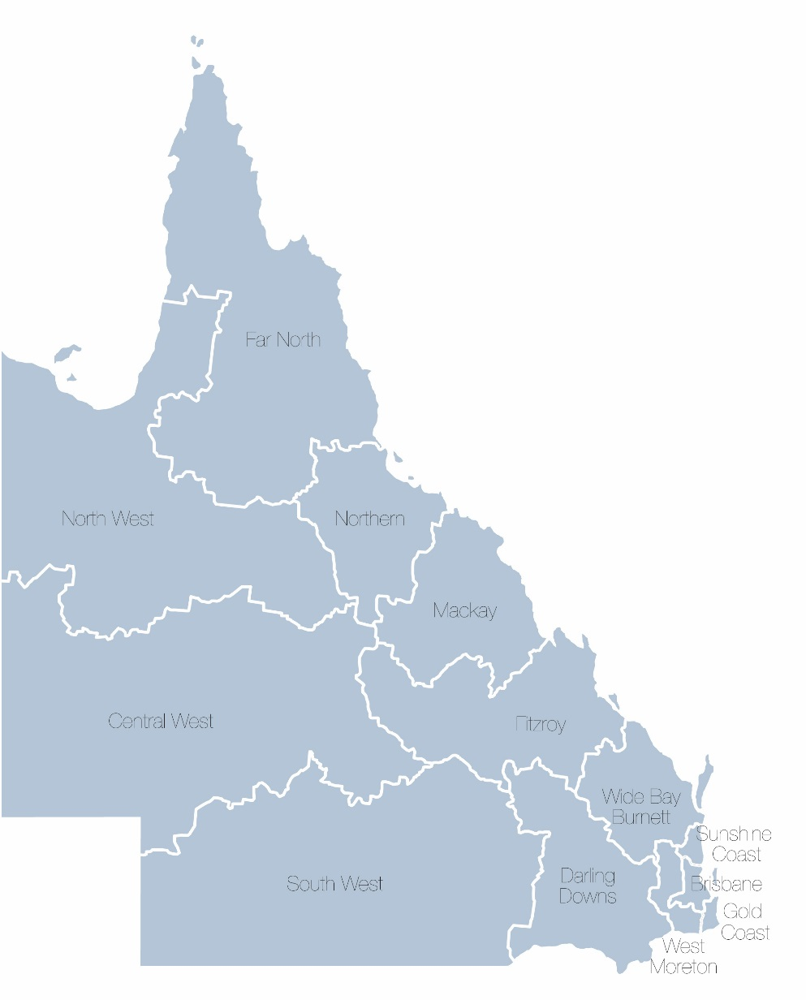 Far North
North West
Northern
Mackay
Central West
Fitzroy
Wide Bay
Burnett
Sunshine
Coast
South West
Darling
Downs
Brisbane
Gold
Coast
West
Moreton